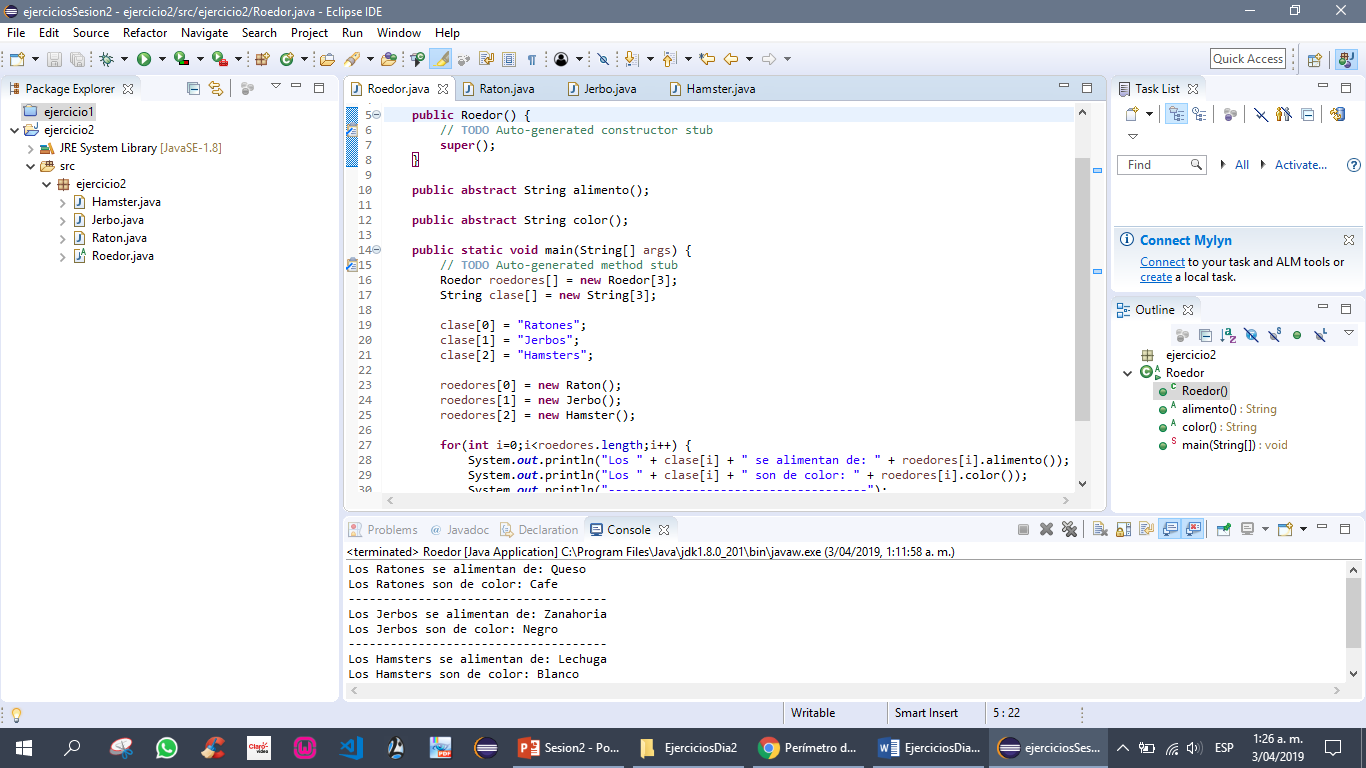 ejerciciosSesion2 - ejercicio2/src/ejercicio2/Roedor.java - Eclipse IDE
File Edit Source Refactor Navigate Search Project Run Window Help
Quick Access
Package Explorer
ejercicio1
ejercicio2
JRE System Library [JavaSE-1.8]
src
ejercicio2
Hamster.java
Jerbo.java
Raton.java
Roedor.java
Roedor.java Raton.java Jerbo.java Hamster.java
5 public Roedor() {
6 // TODO Auto-generated constructor stub
7 super();
8 }
9
10 public abstract String alimento();
11
12 public abstract String color();
13
14 public static void main(String[] args) {
15 // TODO Auto-generated method stub
16 Roedor roedores[] = new Roedor[3];
17 String clase[] = new String[3];
18
19 clase[0] = "Ratones";
20 clase[1] = "Jerbos";
21 clase[2] = "Hamsters";
22
23 roedores[0] = new Raton();
24 roedores[1] = new Jerbo();
25 roedores[2] = new Hamster();
26
27 for(int i=0;i<roedores.length;i++) {
28 System.out.println("Los " + clase[i] + " se alimentan de: " + roedores[i].alimento());
29 System.out.println("Los " + clase[i] + " son de color: " + roedores[i].color());
30 System.out.println("-------------------------------------");
Task List
Find All Activate...
Connect Mylyn
Connect to your task and ALM tools or
create a local task.
Outline
ejercicio2
Roedor
Roedor()
alimento() : String
color() : String
main(String[]) : void
Problems @ Javadoc Declaration Console
<terminated> Roedor [Java Application] C:\Program Files\Java\jdk1.8.0_201\bin\javaw.exe (3/04/2019, 1:11:58 a. m.)
Los Ratones se alimentan de: Queso
Los Ratones son de color: Cafe
-------------------------------------
Los Jerbos se alimentan de: Zanahoria
Los Jerbos son de color: Negro
-------------------------------------
Los Hamsters se alimentan de: Lechuga
Los Hamsters son de color: Blanco
Writable Smart Insert 5 : 22
Claro video
PDF
Sesion2 - Po... EjerciciosDia2 Perímetro d... EjerciciosDia... ejerciciosSes...
ESP
1:26 a. m.
3/04/2019